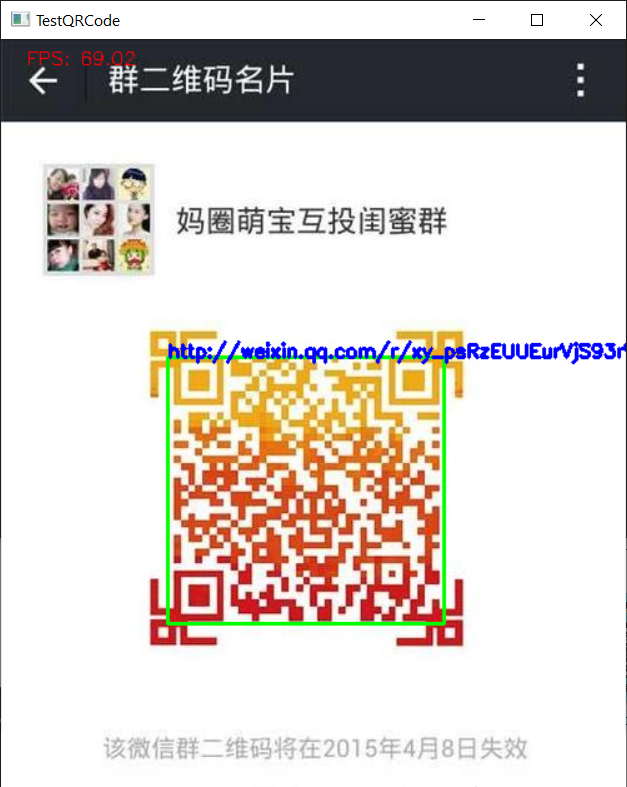 TestQRCode
FPS: 69.02
群二维码名片
妈圈萌宝互投闺蜜群
http://weixin.qq.com/r/xy_psRzEUUEurVjS93r
该微信群二维码将在2015年4月8日失效